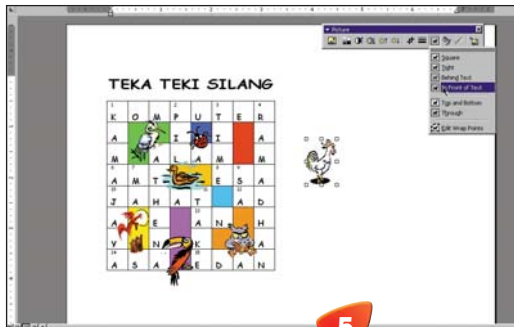 Picture
Square
Tight
Behind Text
In Front of Text
Top and Bottom
Through
Edit Wrap Points
TEKA TEKI SILANG
K O M P U T E R
A I I A
M A L A M M
A M T E S A
J A H A T A D
A E A N H
Y N K A
A S A E D A N
5